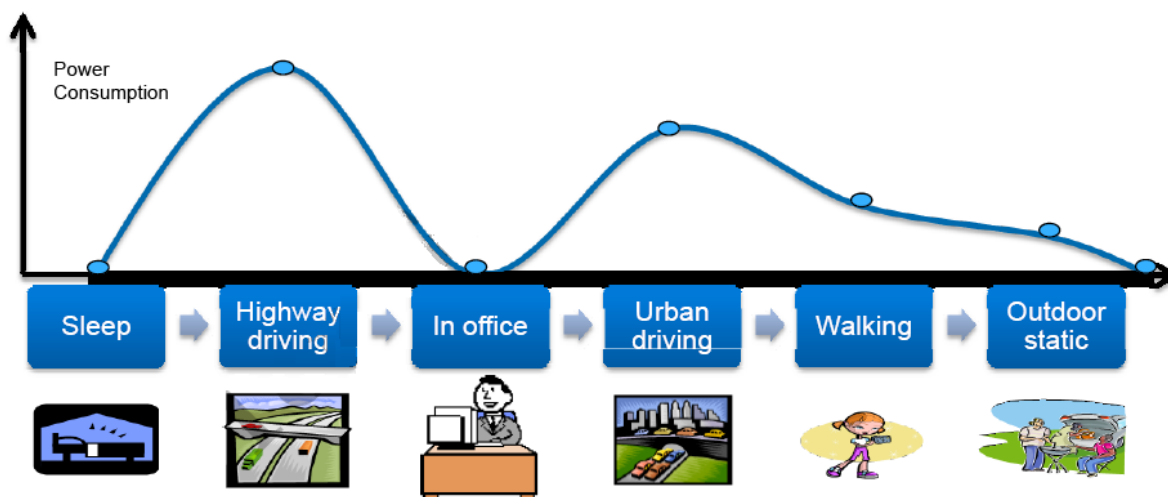 Power
Consumption
Sleep
Highway
driving
In office
Urban
driving
Walking
Outdoor
static